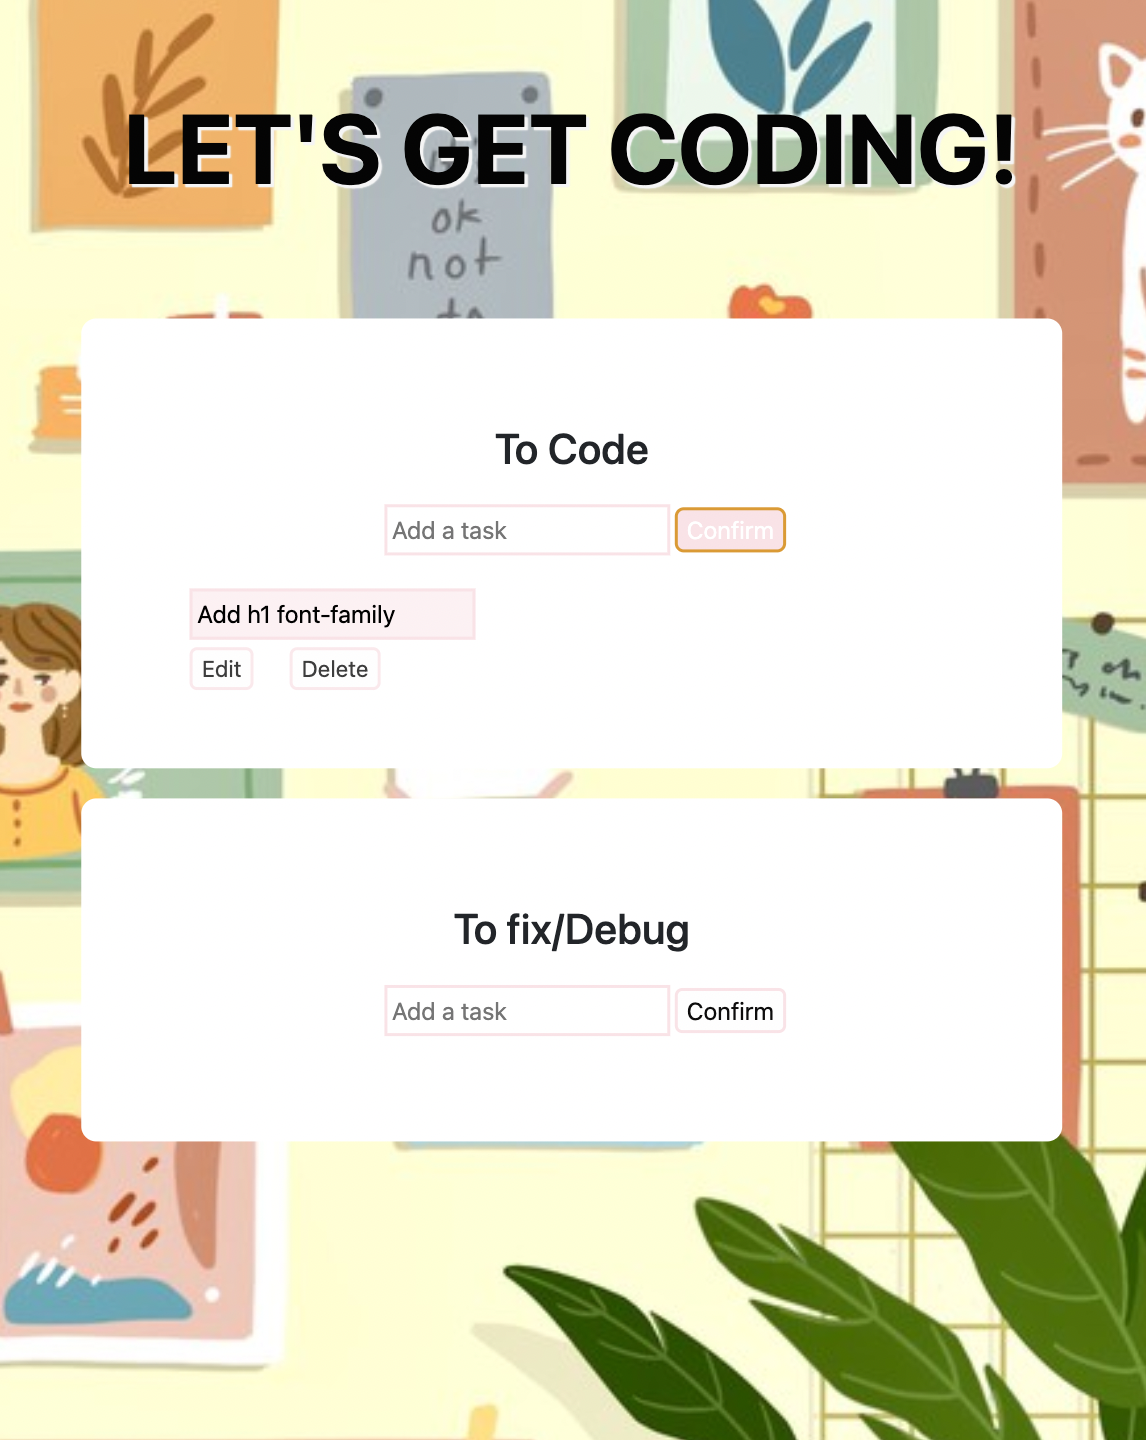 LET'S GET CODING!
ok
not
to
To Code
Add a task
Confirm
Add h1 font-family
Edit
Delete
To fix/Debug
Add a task
Confirm